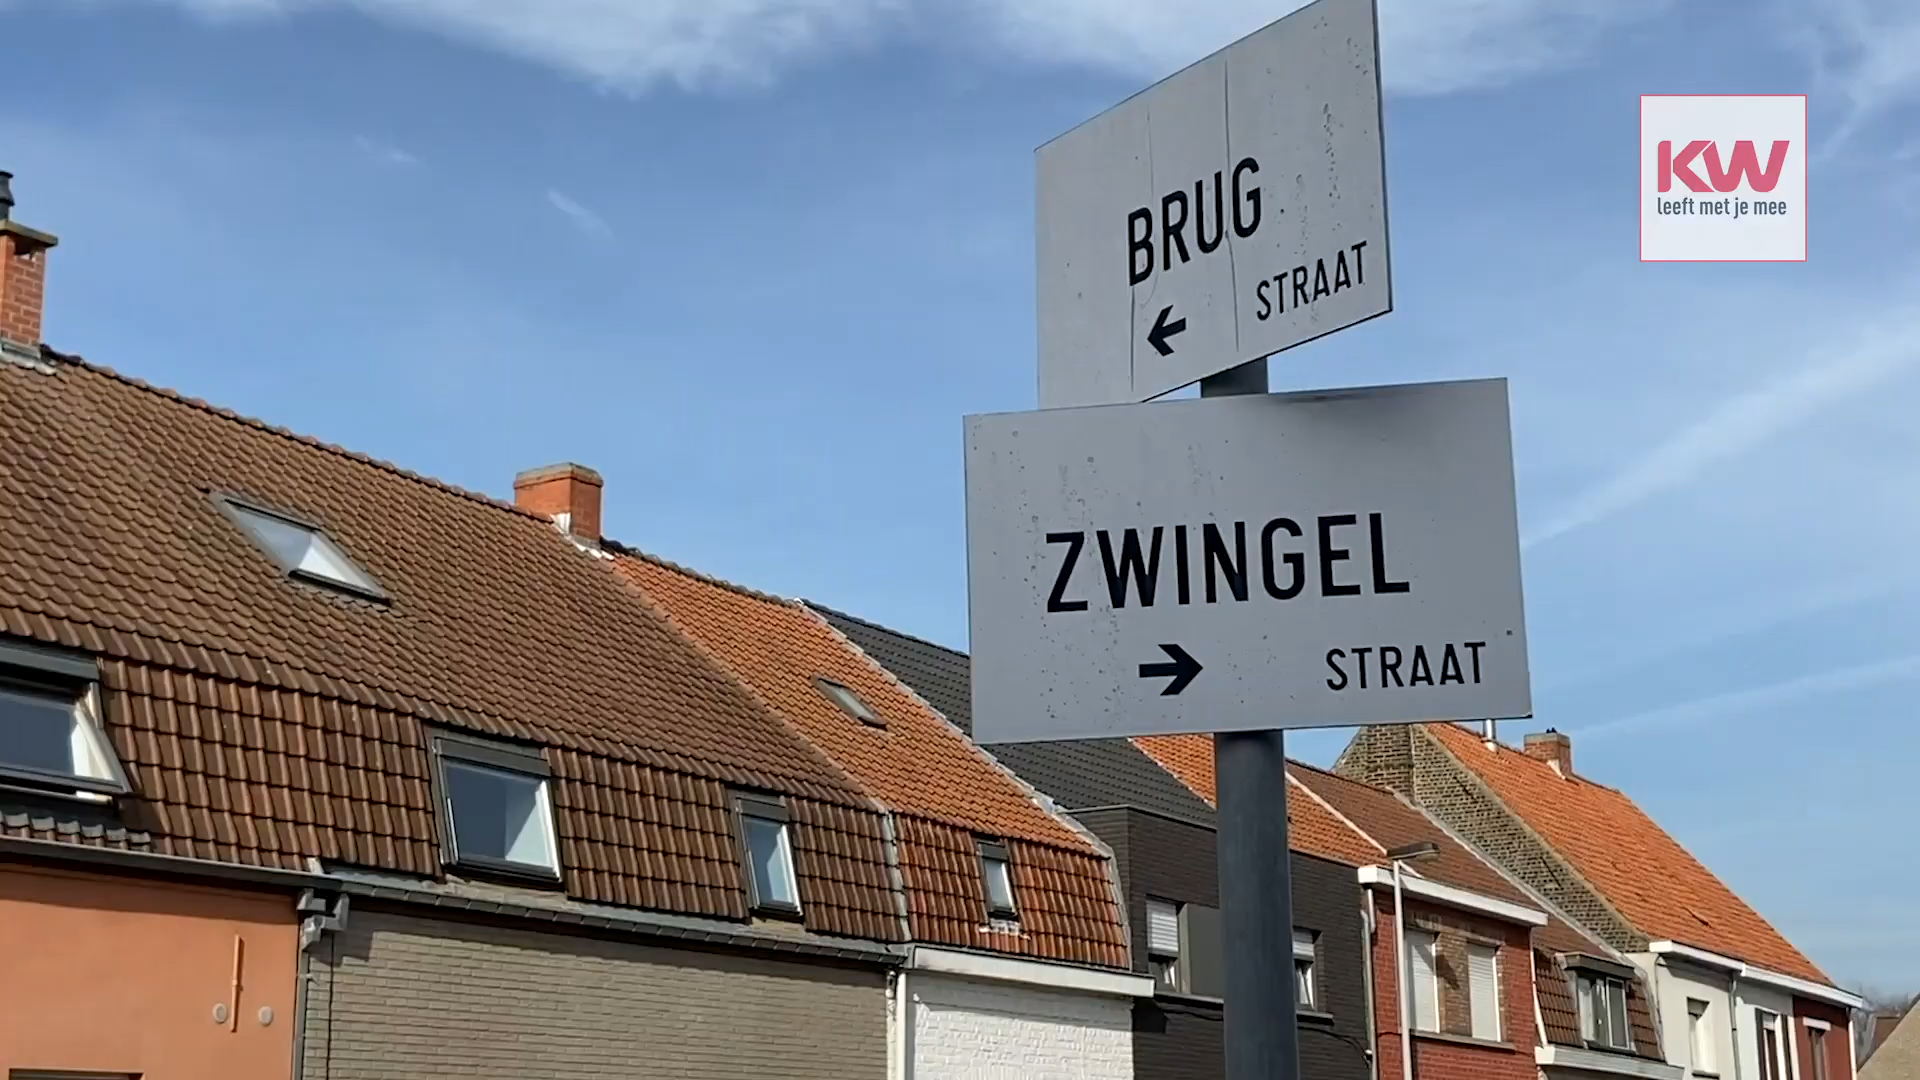 BRUG
← STRAAT
KW
leeft met je mee
ZWINGEL
→ STRAAT